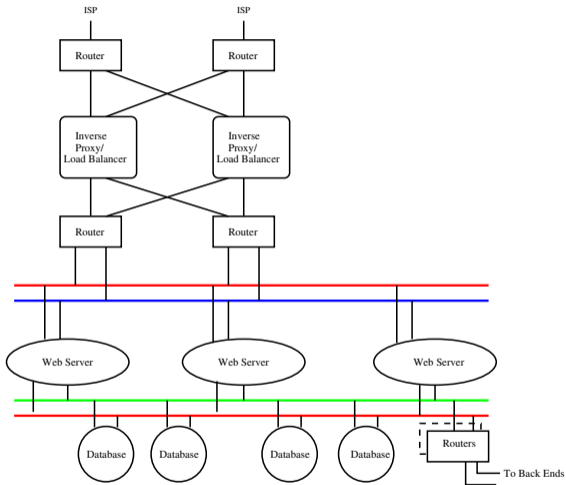 ISP
ISP
Router
Router
Inverse
Proxy/
Load Balancer
Inverse
Proxy/
Load Balancer
Router
Router
Web Server
Web Server
Web Server
Database
Database
Database
Database
Routers
To Back Ends